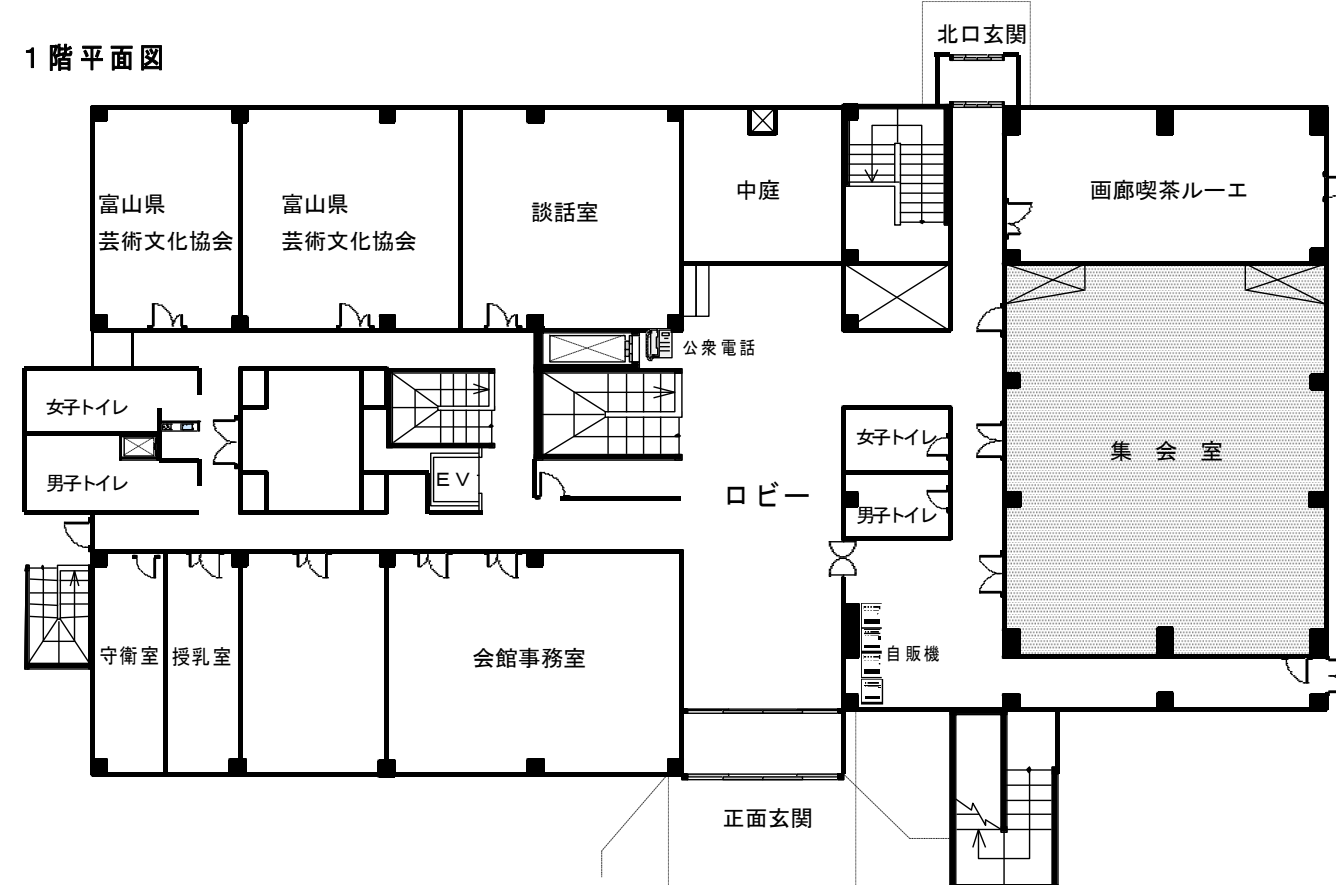 1階平面図
北口玄関
富山県
芸術文化協会
富山県
芸術文化協会
談話室
中庭
画廊喫茶ルーエ
公衆電話
女子トイレ
男子トイレ
EV
ロビー
女子トイレ
男子トイレ
集会室
守衛室
授乳室
会館事務室
自販機
正面玄関